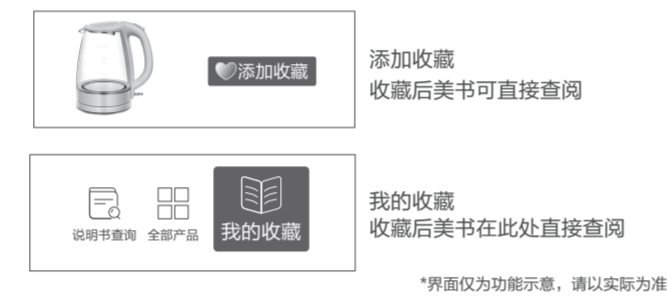 添加收藏
添加收藏
收藏后美书可直接查阅
说明书查询 全部产品 我的收藏
我的收藏
收藏后美书在此处直接查阅
*界面仅为功能示意，请以实际为准